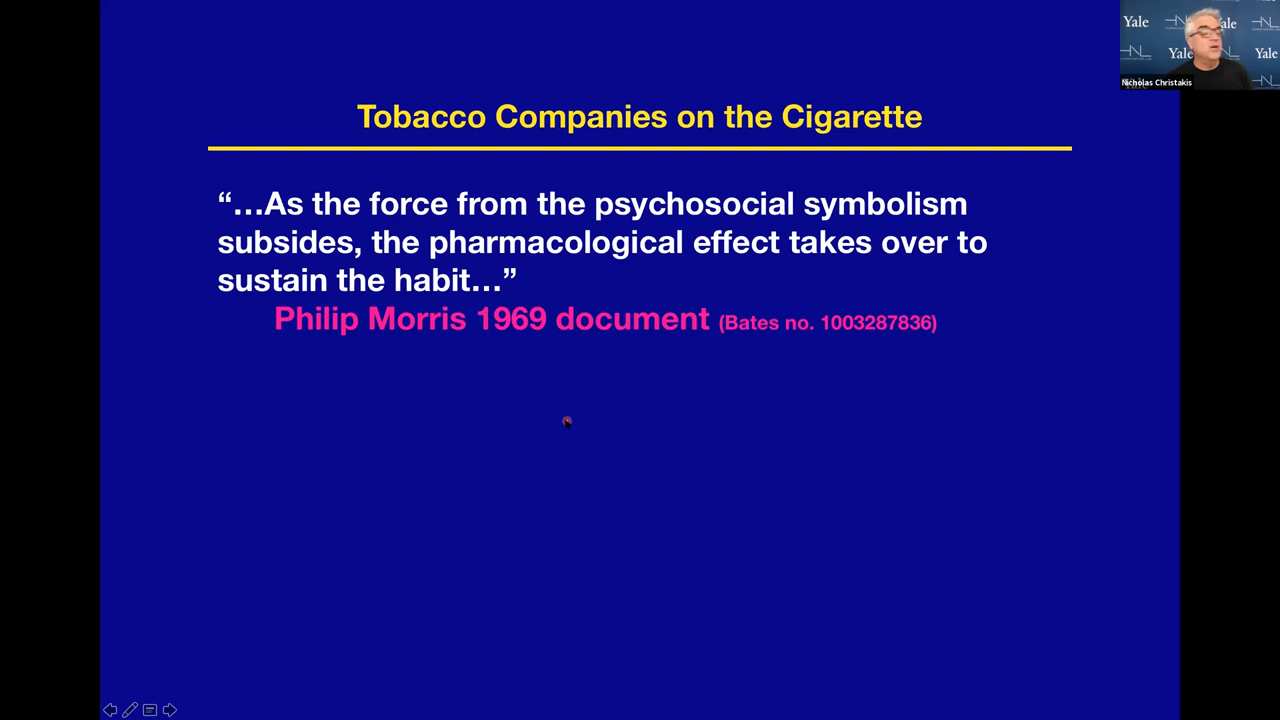 Tobacco Companies on the Cigarette
“…As the force from the psychosocial symbolism
subsides, the pharmacological effect takes over to
sustain the habit…”
Philip Morris 1969 document (Bates no. 1003287836)
Yale
Yale
Yale
Yale
Nicholas Christakis